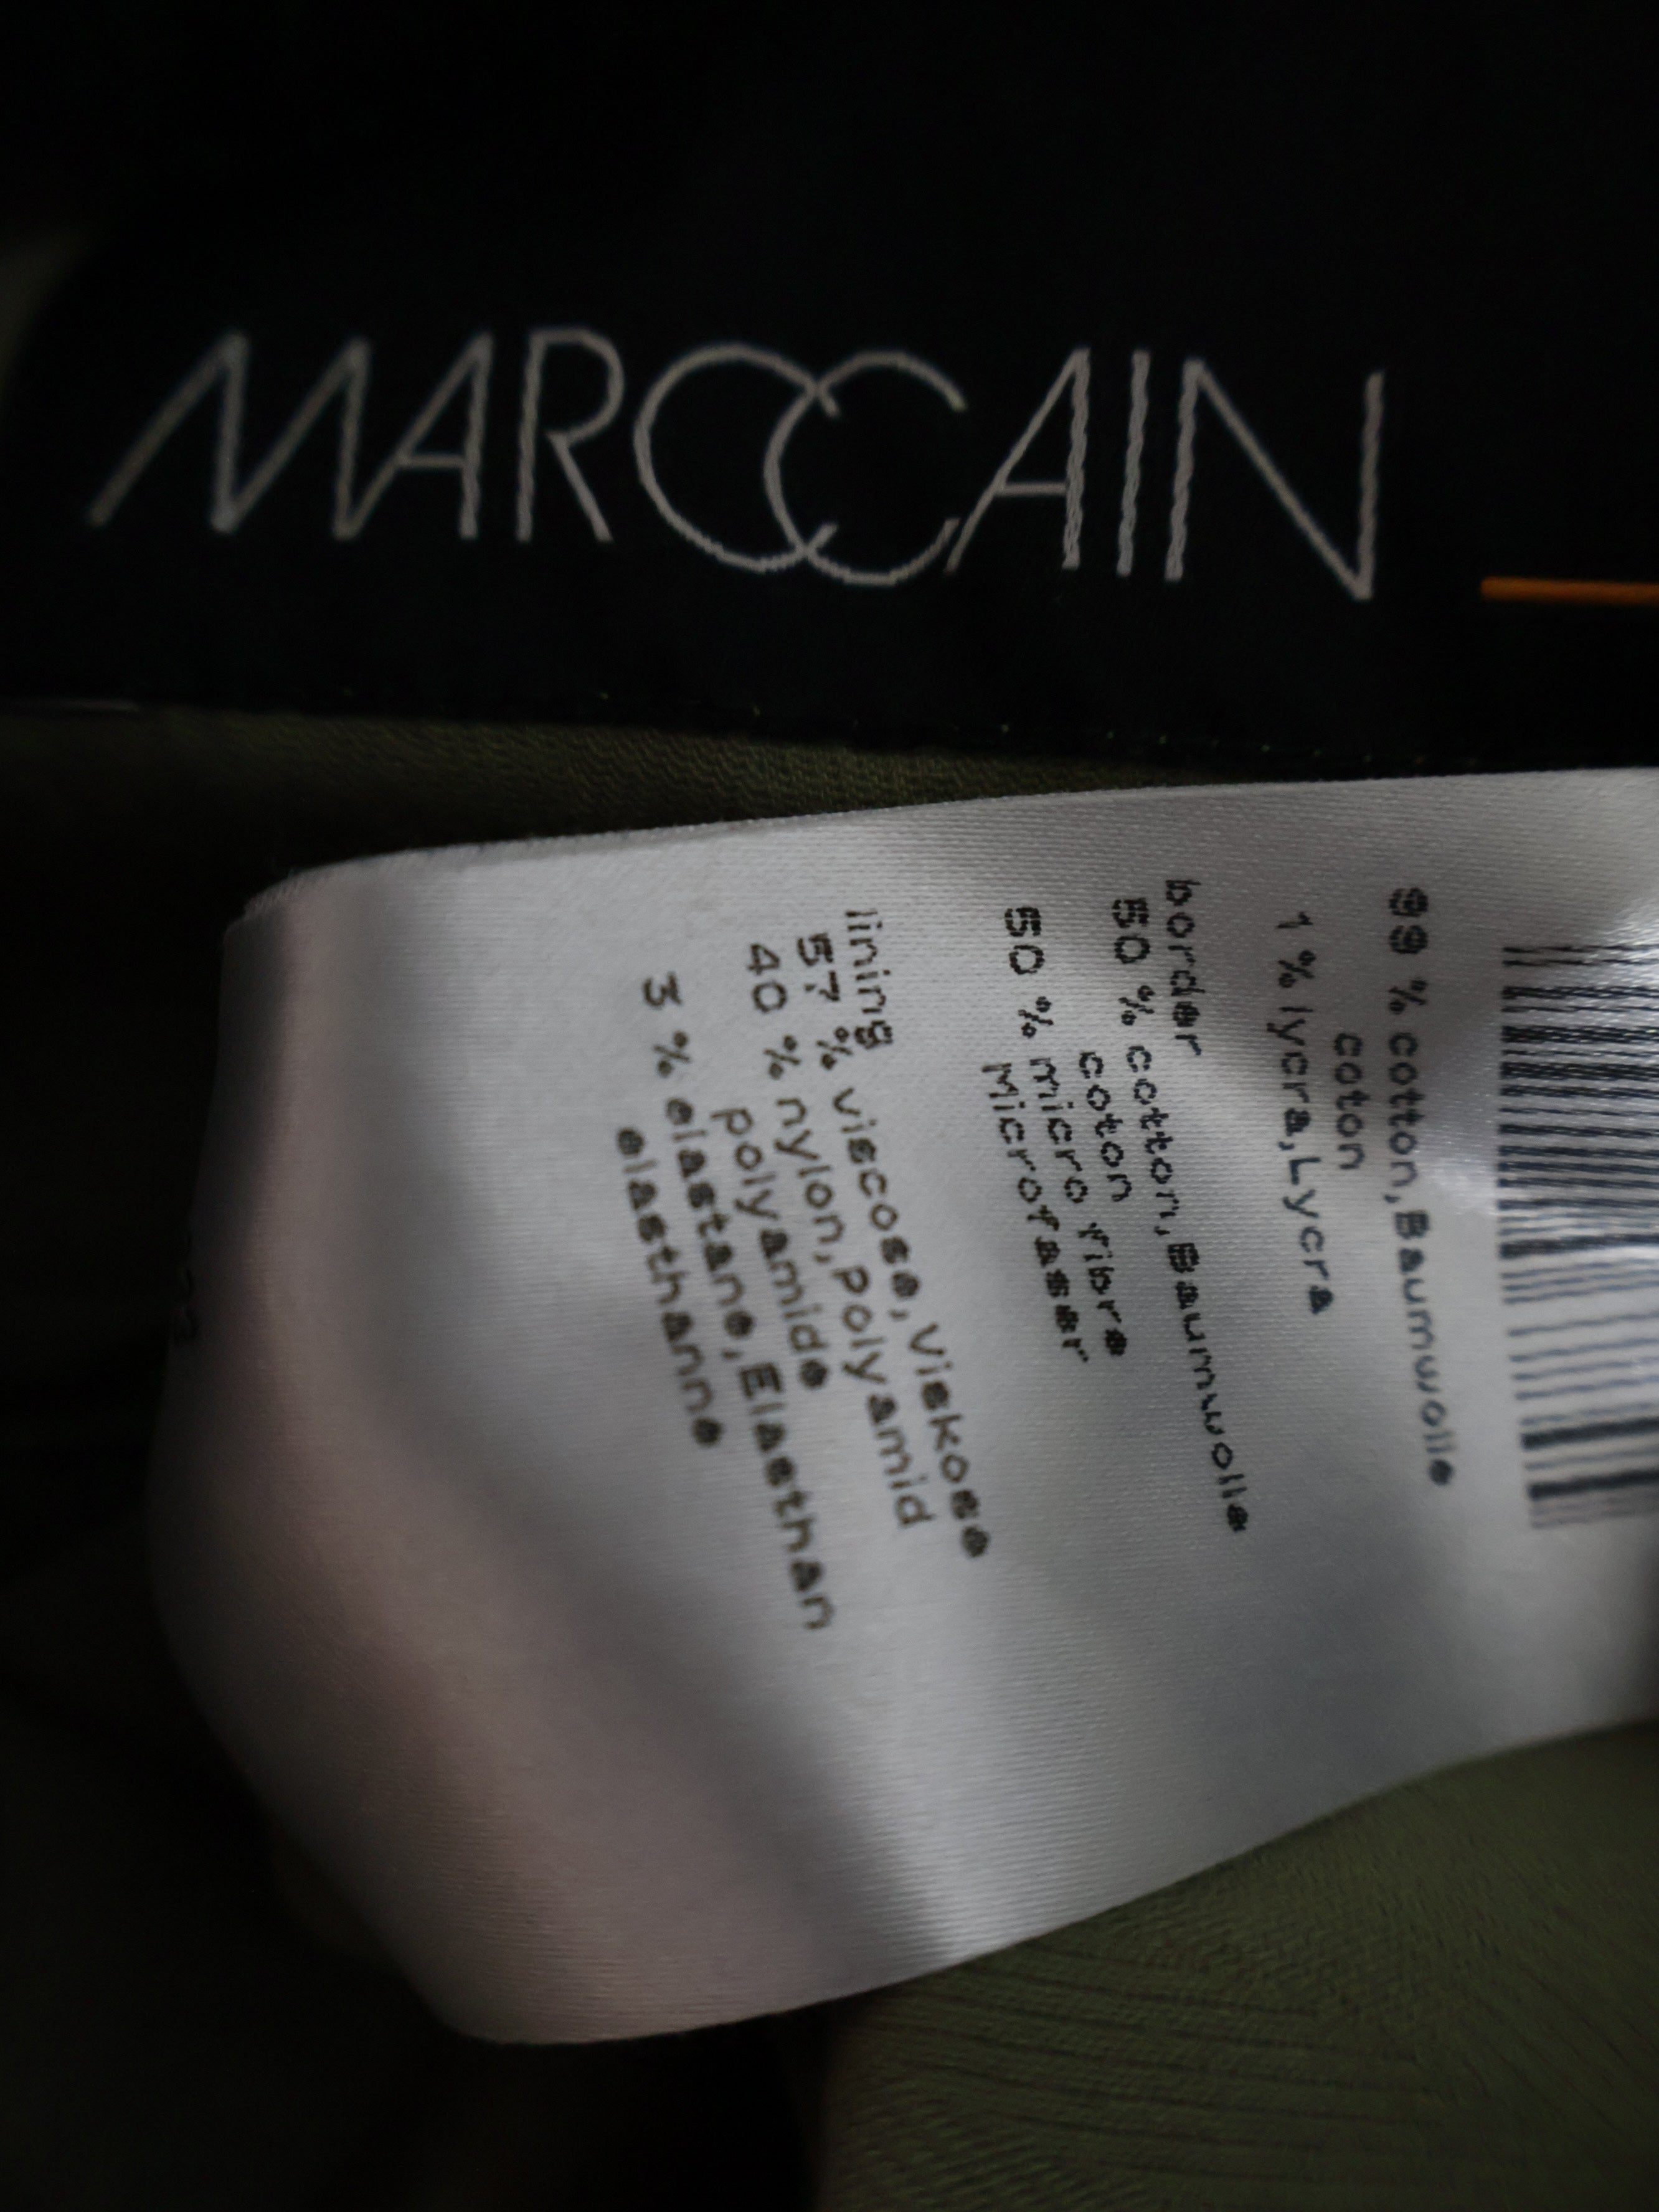 MARCCAIN
99 % cotton,Baumwolle
coton
1 % lycra,Lycra
border
50 % cotton,Baumwolle
coton
50 % micro fibre
Microfaser
lining
57 % viscose,Viskose
40 % nylon,Polyamid
polyamide
3 % elastane,Elasthan
elasthanne